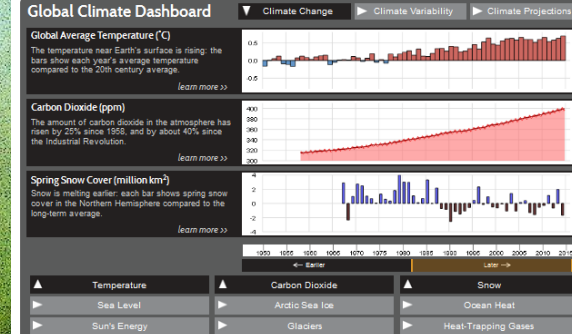 Global Climate Dashboard
Climate Change
Climate Variability
Climate Projections
Global Average Temperature (°C)
The temperature near Earth's surface is rising: the
bars show each year's average temperature
compared to the 20th century average.
learn more >>
0.5
0.0
-0.5
Carbon Dioxide (ppm)
The amount of carbon dioxide in the atmosphere has
risen by 25% since 1958, and by about 40% since
the Industrial Revolution.
learn more >>
400
380
360
340
320
300
Spring Snow Cover (million km²)
Snow is melting earlier: each bar shows spring snow
cover in the Northern Hemisphere compared to the
long-term average.
learn more >>
4
2
0
-2
-4
1950 1955 1960 1965 1970 1975 1980 1985 1990 1995 2000 2005 2010 2015
<-- Earlier
Later -->
Temperature
Carbon Dioxide
Snow
Sea Level
Arctic Sea Ice
Ocean Heat
Sun's Energy
Glaciers
Heat-Trapping Gases